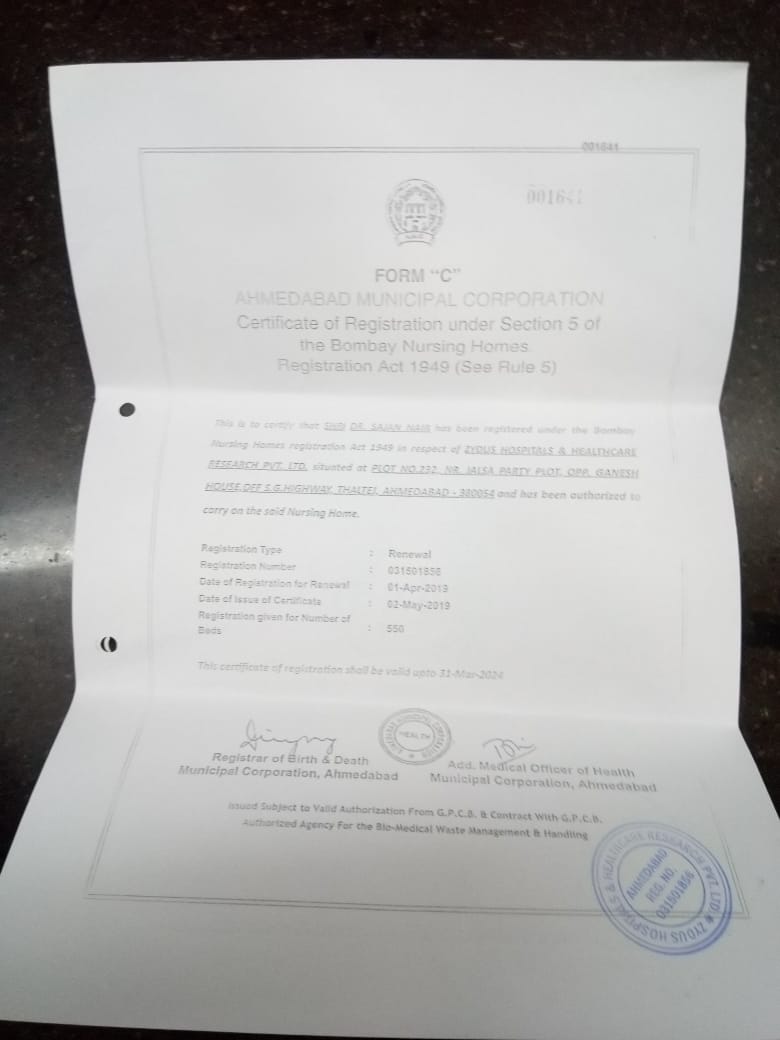 001641
001641
FORM "C"
AHMEDABAD MUNICIPAL CORPORATION
Certificate of Registration under Section 5 of
the Bombay Nursing Homes
Registration Act 1949 (See Rule 5)
This is to certify that SHRI DR. SAJAN NAIR has been registered under the Bombay
Nursing Homes registration Act 1949 in respect of ZYDUS HOSPITALS & HEALTHCARE
RESEARCH PVT. LTD. situated at PLOT NO.232, NR. JALSA PARTY PLOT, OPP. GANESH
HOUSE,OFF S.G.HIGHWAY, THALTEJ, AHMEDABAD - 380054 and has been authorized to
carry on the said Nursing Home.
Registration Type : Renewal
Registration Number : 031501856
Date of Registration for Renewal : 01-Apr-2019
Date of Issue of Certificate : 02-May-2019
Registration given for Number of
Beds : 550
This certificate of registration shall be valid upto 31-Mar-2024
AHMEDABAD MUNICIPAL CORPORATION
HEALTH
Registrar of Birth & Death
Municipal Corporation, Ahmedabad
Add. Medical Officer of Health
Municipal Corporation, Ahmedabad
Issued Subject to Valid Authorization From G.P.C.B. & Contract With G.P.C.B.
Authorized Agency For the Bio-Medical Waste Management & Handling
ZYDUS HOSPITALS & HEALTHCARE RESEARCH PVT. LTD.
AHMEDABAD
REG. NO.
031501856